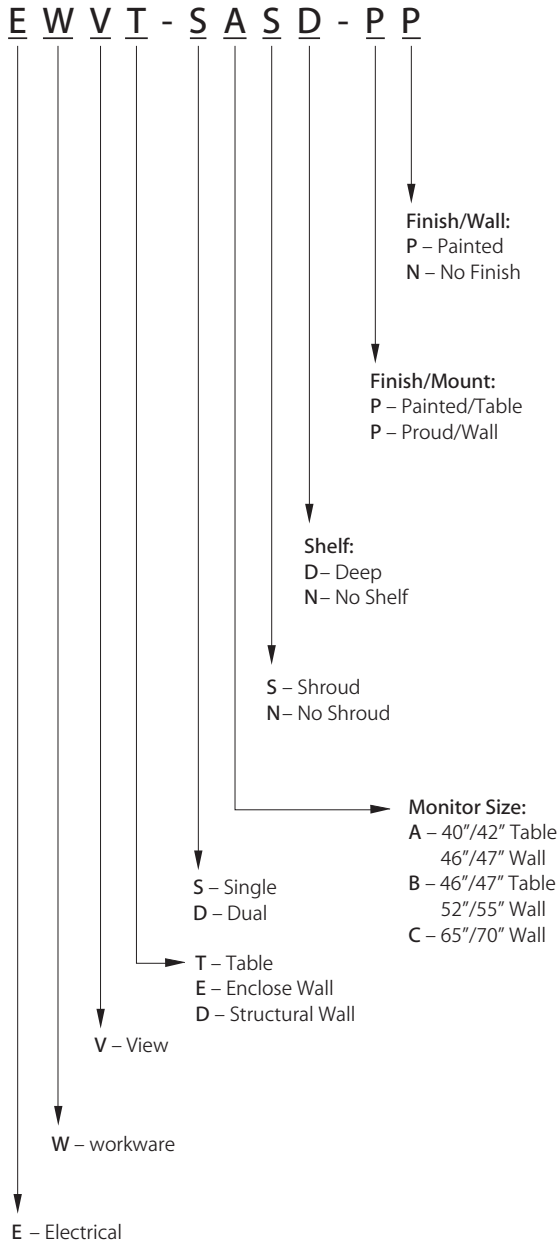 E W V T - S A S D - P P
Finish/Wall:
P – Painted
N – No Finish
Finish/Mount:
P – Painted/Table
P – Proud/Wall
Shelf:
D– Deep
N– No Shelf
S – Shroud
N– No Shroud
Monitor Size:
A – 40"/42" Table
46"/47" Wall
B – 46"/47" Table
52"/55" Wall
C – 65"/70" Wall
S – Single
D – Dual
T – Table
E – Enclose Wall
D – Structural Wall
V – View
W – workware
E – Electrical